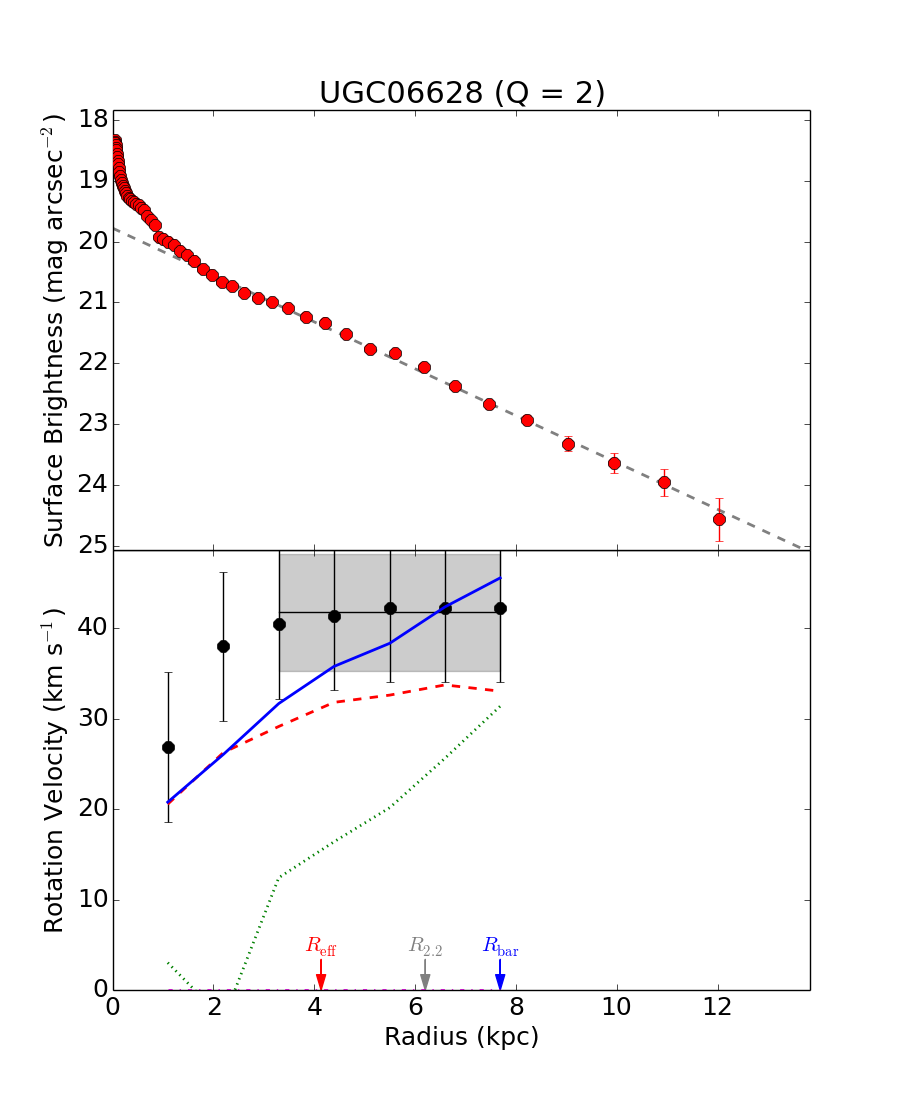 UGC06628 (Q = 2)
18
19
20
21
22
23
24
25
Surface Brightness (mag arcsec⁻²)
40
30
20
10
0
Rotation Velocity (km s⁻¹)
R_eff R_2.2 R_bar
0 2 4 6 8 10 12
Radius (kpc)